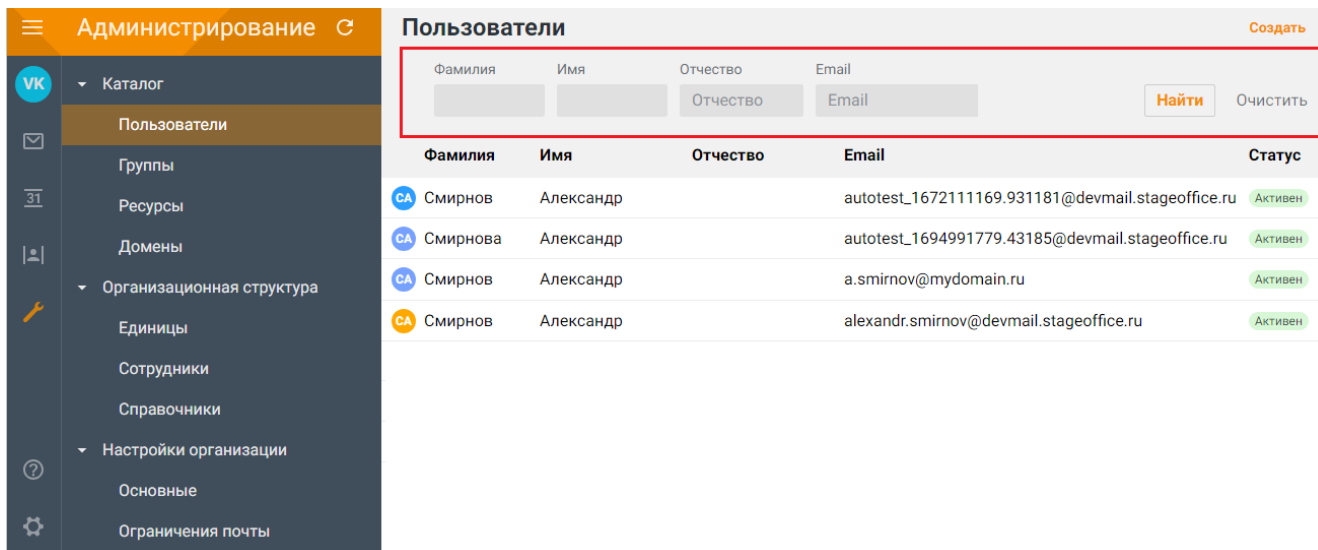 Администрирование
VK
Каталог
Пользователи
Группы
31
Ресурсы
Домены
Организационная структура
Единицы
Сотрудники
Справочники
Настройки организации
Основные
Ограничения почты
Пользователи Создать
Фамилия Имя Отчество Email
Отчество Email Найти Очистить
Фамилия Имя Отчество Email Статус
СА Смирнов Александр autotest_1672111169.931181@devmail.stageoffice.ru Активен
СА Смирнова Александр autotest_1694991779.43185@devmail.stageoffice.ru Активен
СА Смирнов Александр a.smirnov@mydomain.ru Активен
СА Смирнов Александр alexandr.smirnov@devmail.stageoffice.ru Активен